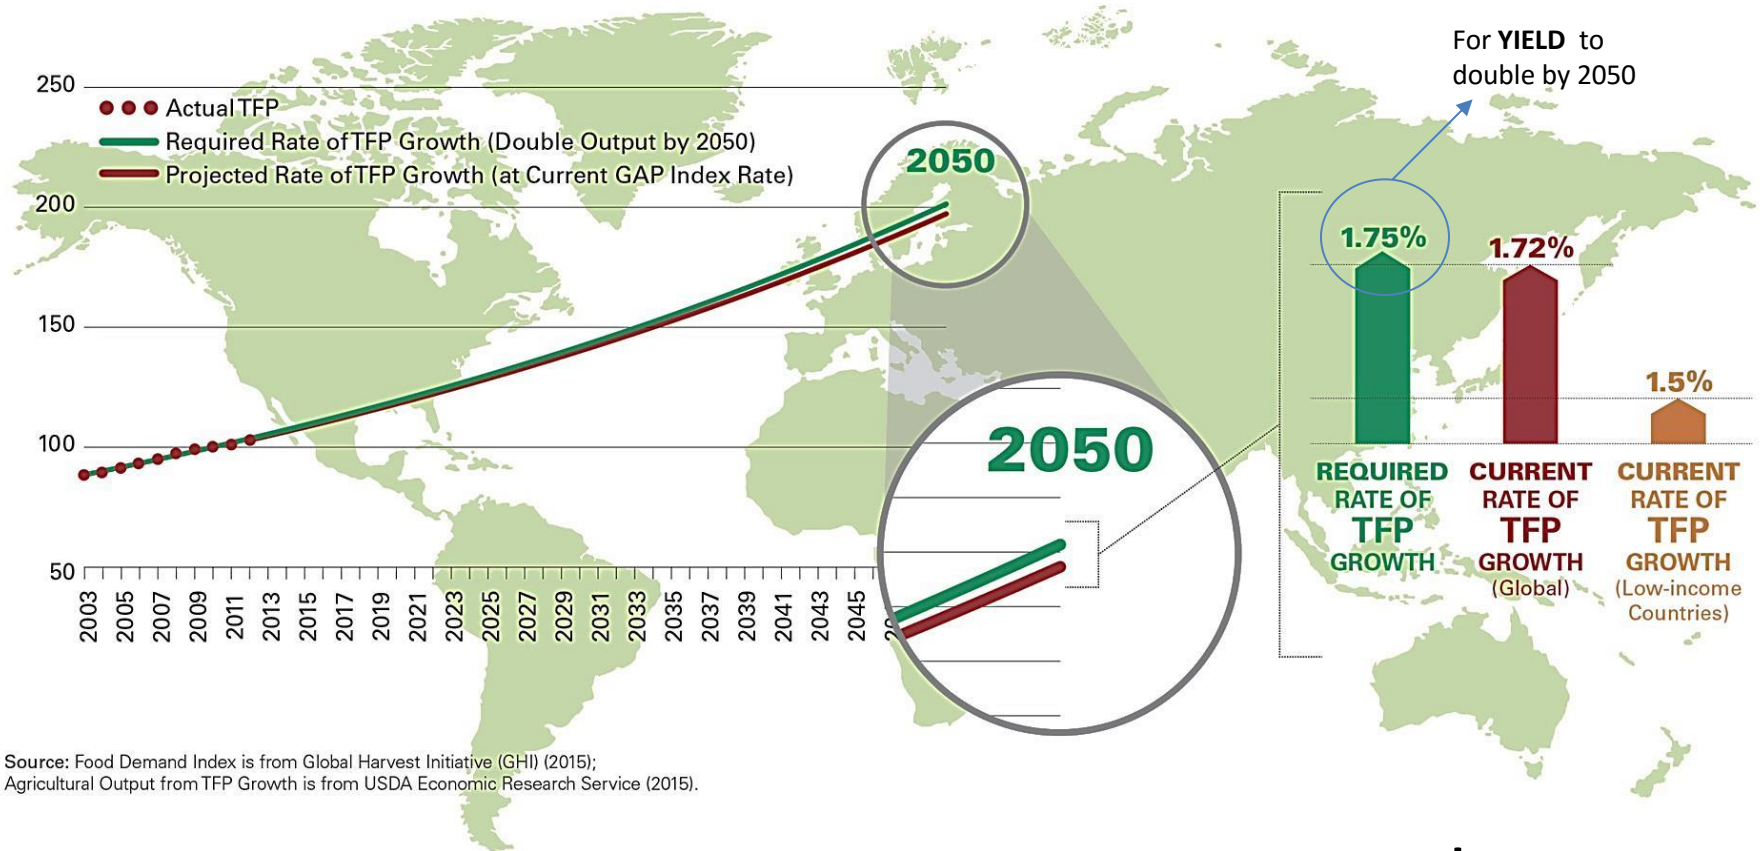 For YIELD to
double by 2050
250
Actual TFP
Required Rate of TFP Growth (Double Output by 2050)
Projected Rate of TFP Growth (at Current GAP Index Rate)
200
150
100
50
2050
2003
2005
2007
2009
2011
2013
2015
2017
2019
2021
2023
2025
2027
2029
2031
2033
2035
2037
2039
2041
2043
2045
2050
1.75%
1.72%
1.5%
REQUIRED
RATE OF
TFP
GROWTH
CURRENT
RATE OF
TFP
GROWTH
(Global)
CURRENT
RATE OF
TFP
GROWTH
(Low-income
Countries)
Source: Food Demand Index is from Global Harvest Initiative (GHI) (2015);
Agricultural Output from TFP Growth is from USDA Economic Research Service (2015).